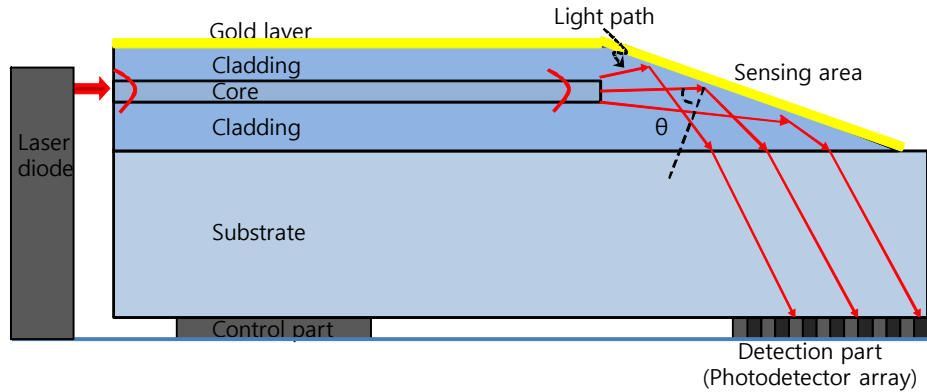 Light path
Gold layer
Cladding
Sensing area
Core
Cladding
θ
Laser
diode
Substrate
Control part
Detection part
(Photodetector array)